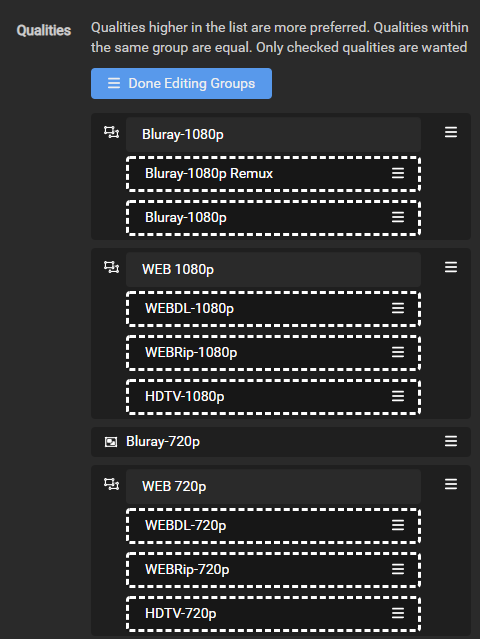 Qualities
Qualities higher in the list are more preferred. Qualities within
the same group are equal. Only checked qualities are wanted
Done Editing Groups
Bluray-1080p
Bluray-1080p Remux
Bluray-1080p
WEB 1080p
WEBDL-1080p
WEBRip-1080p
HDTV-1080p
Bluray-720p
WEB 720p
WEBDL-720p
WEBRip-720p
HDTV-720p